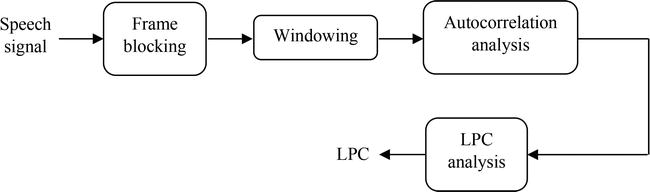 Speech
signal
Frame
blocking
Windowing
Autocorrelation
analysis
LPC
analysis
LPC